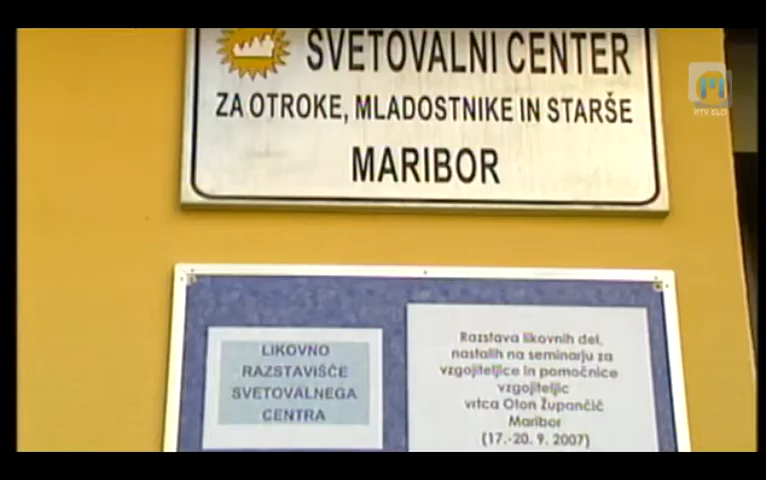 SVETOVALNI CENTER
ZA OTROKE, MLADOSTNIKE IN STARŠE
MARIBOR
RTV SLO
LIKOVNO
RAZSTAVIŠČE
SVETOVALNEGA
CENTRA
Razstava likovnih del,
nastalih na seminarju za
vzgojiteljice in pomočnice
vzgojiteljic
vrtca Oton Župančič
Maribor
(17.-20. 9. 2007)